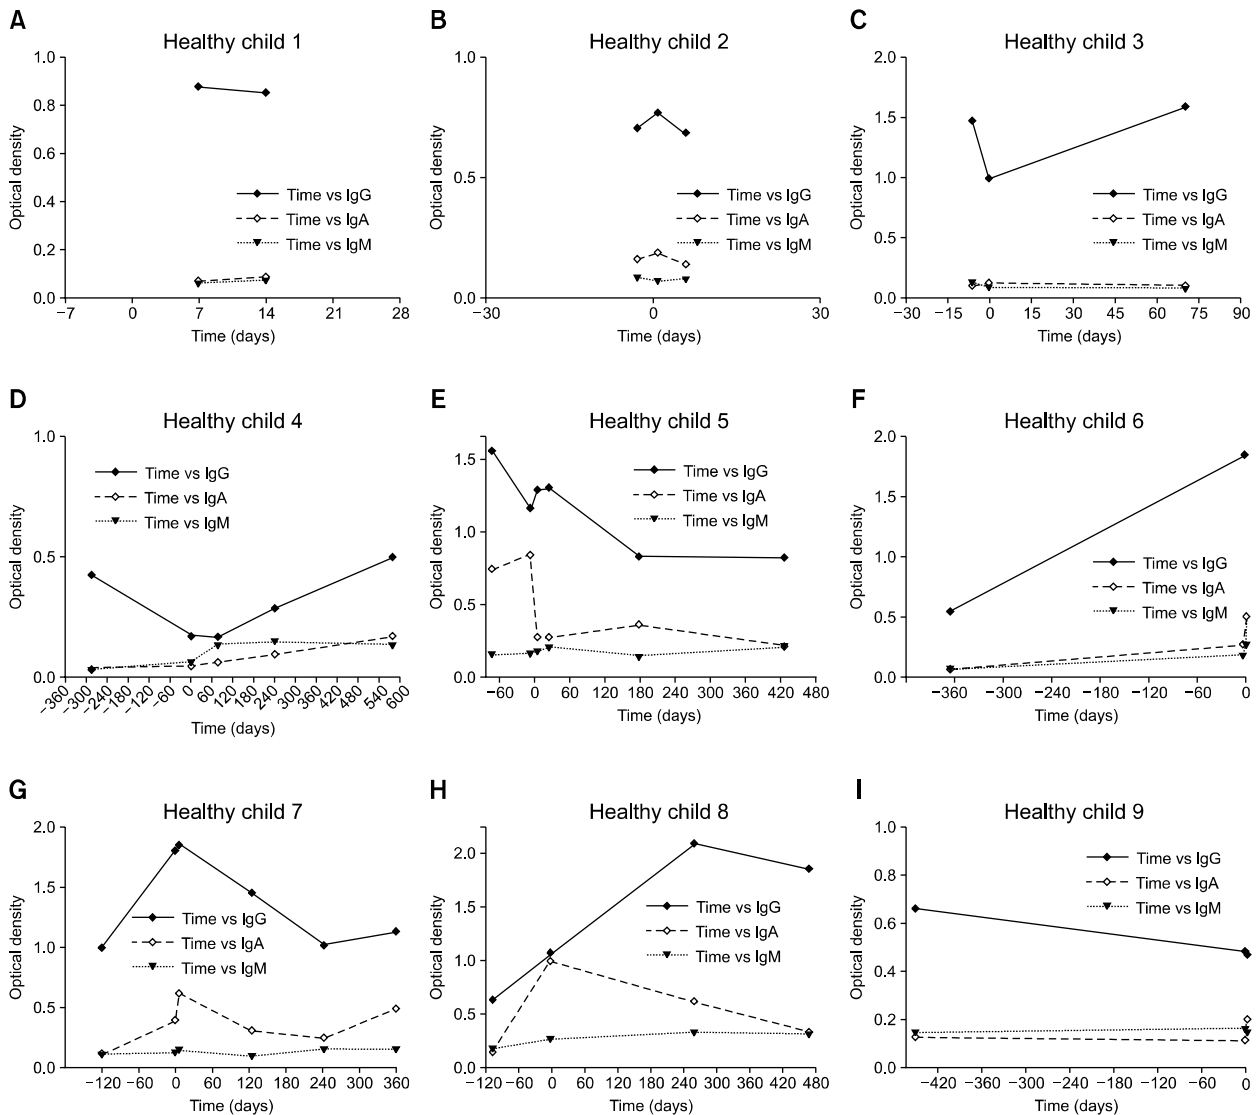 A
Healthy child 1
Optical density
1.0
0.8
0.6
0.4
0.2
0.0
−7 0 7 14 21 28
Time (days)
Time vs IgG
Time vs IgA
Time vs IgM
B
Healthy child 2
Optical density
1.0
0.5
0.0
−30 0 30
Time (days)
Time vs IgG
Time vs IgA
Time vs IgM
C
Healthy child 3
Optical density
2.0
1.5
1.0
0.5
0.0
−30 −15 0 15 30 45 60 75 90
Time (days)
Time vs IgG
Time vs IgA
Time vs IgM
D
Healthy child 4
Optical density
1.0
0.5
0.0
−360 −300 −240 −180 −120 −60 0 60 120 180 240 300 360 420 480 540 600
Time (days)
Time vs IgG
Time vs IgA
Time vs IgM
E
Healthy child 5
Optical density
1.5
1.0
0.5
0.0
−60 0 60 120 180 240 300 360 420 480
Time (days)
Time vs IgG
Time vs IgA
Time vs IgM
F
Healthy child 6
Optical density
2.0
1.5
1.0
0.5
0.0
−360 −300 −240 −180 −120 −60 0
Time (days)
Time vs IgG
Time vs IgA
Time vs IgM
G
Healthy child 7
Optical density
2.0
1.5
1.0
0.5
0.0
−120 −60 0 60 120 180 240 300 360
Time (days)
Time vs IgG
Time vs IgA
Time vs IgM
H
Healthy child 8
Optical density
2.0
1.5
1.0
0.5
0.0
−120 −60 0 60 120 180 240 300 360 420 480
Time (days)
Time vs IgG
Time vs IgA
Time vs IgM
I
Healthy child 9
Optical density
1.0
0.8
0.6
0.4
0.2
0.0
−420 −360 −300 −240 −180 −120 −60 0
Time (days)
Time vs IgG
Time vs IgA
Time vs IgM